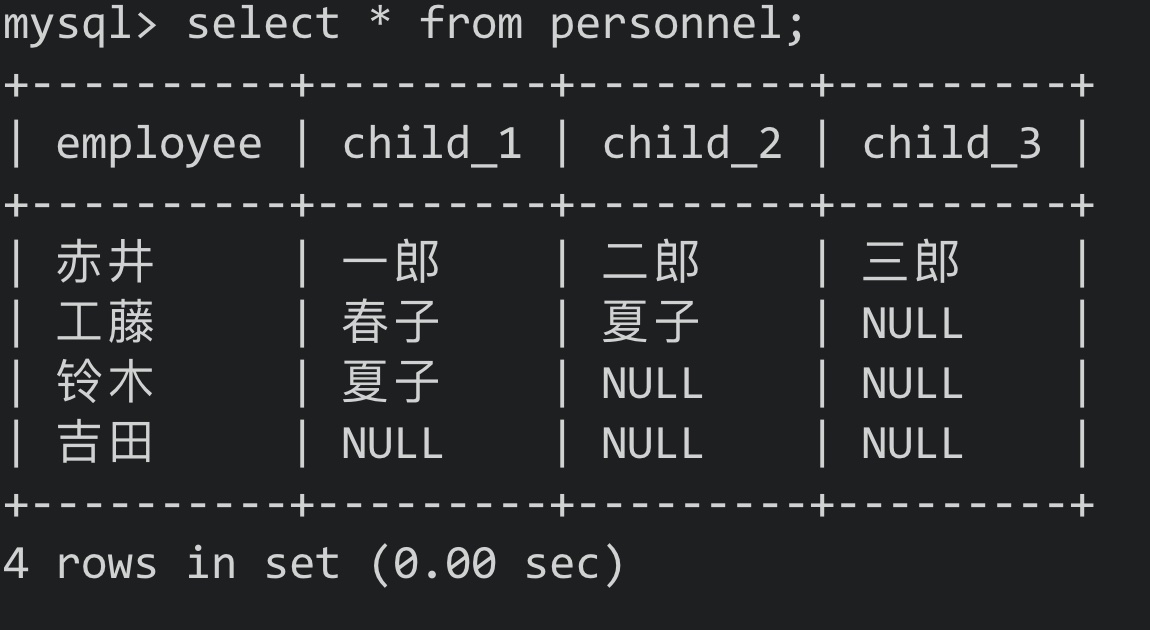 mysql> select * from personnel;
+----------+---------+---------+---------+
| employee | child_1 | child_2 | child_3 |
+----------+---------+---------+---------+
| 赤井 | 一郎 | 二郎 | 三郎 |
| 工藤 | 春子 | 夏子 | NULL |
| 铃木 | 夏子 | NULL | NULL |
| 吉田 | NULL | NULL | NULL |
+----------+---------+---------+---------+
4 rows in set (0.00 sec)